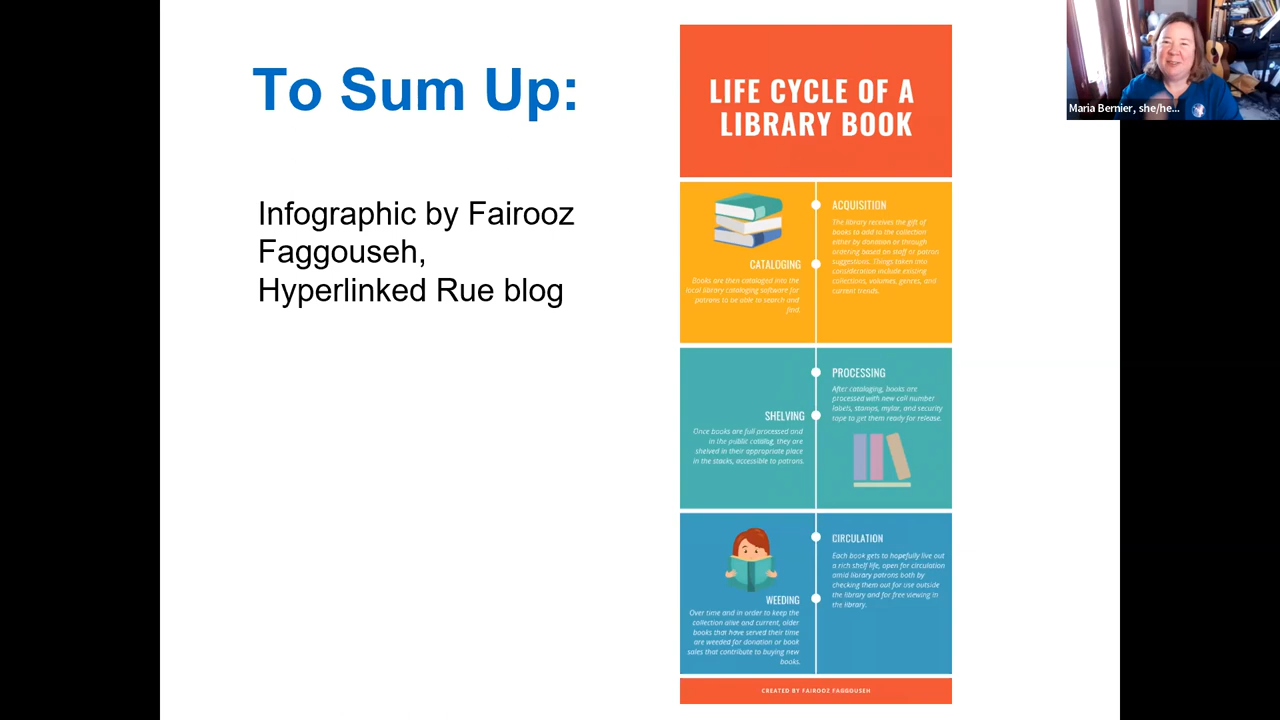 To Sum Up:
Infographic by Fairooz
Faggouseh,
Hyperlinked Rue blog
LIFE CYCLE OF A
LIBRARY BOOK
ACQUISITION
The library receives the gift of
books to add to the collection
either by donation or through
ordering based on staff or patron
suggestions. Things taken into
consideration include existing
collections, volumes, genres, and
current trends.
CATALOGING
Books are then cataloged into the
local library cataloging software for
patrons to be able to search and
find.
PROCESSING
After cataloging, books are
processed with new call number
labels, stamps, mylar, and security
tape to get them ready for release.
SHELVING
Once books are full processed and
in the public catalog, they are
shelved in their appropriate place
in the stacks, accessible to patrons.
CIRCULATION
Each book gets to hopefully live out
a rich shelf life, open for circulation
amid library patrons both by
checking them out for use outside
the library and for free viewing in
the library.
WEEDING
Over time and in order to keep the
collection alive and current, older
books that have served their time
are weeded for donation or book
sales that contribute to buying new
books.
CREATED BY FAIROOZ FAGGOUSEH
Maria Bernier, she/he...